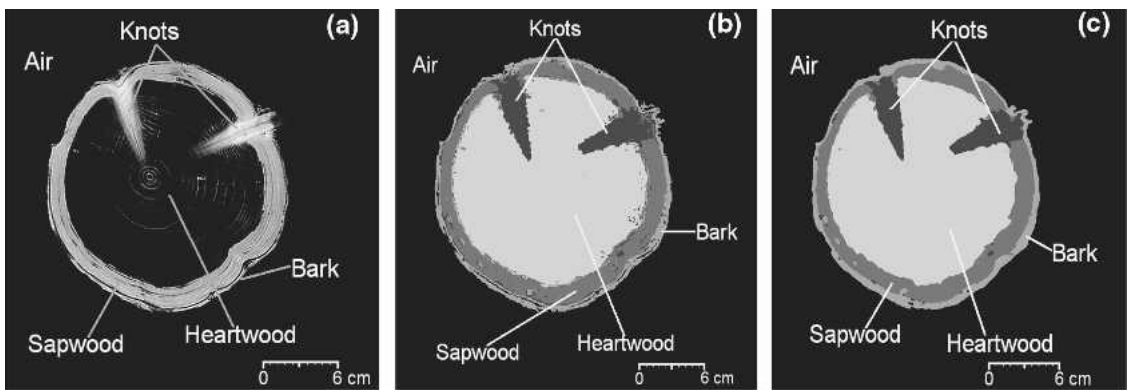 Knots
(a)
Air
Bark
Sapwood
Heartwood
0 6 cm
Knots
(b)
Air
Bark
Sapwood
Heartwood
0 6 cm
Knots
(c)
Air
Bark
Sapwood
Heartwood
0 6 cm